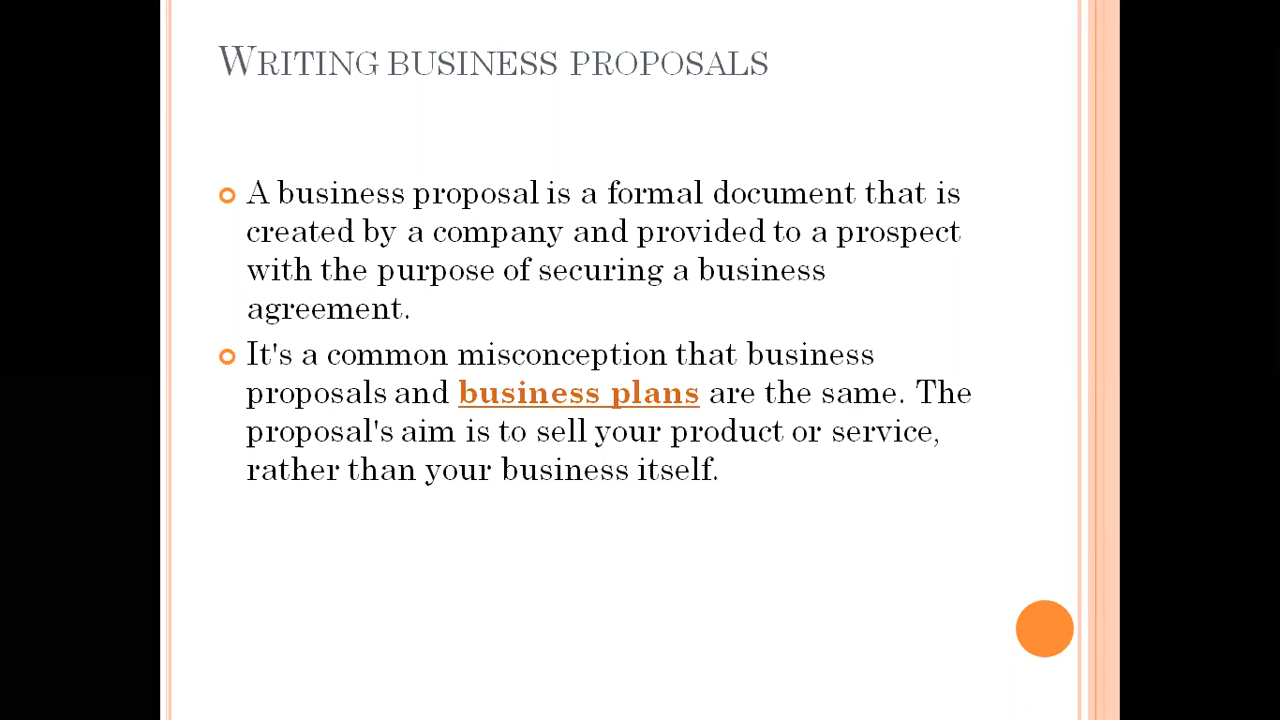 WRITING BUSINESS PROPOSALS
A business proposal is a formal document that is
created by a company and provided to a prospect
with the purpose of securing a business
agreement.
It's a common misconception that business
proposals and business plans are the same. The
proposal's aim is to sell your product or service,
rather than your business itself.